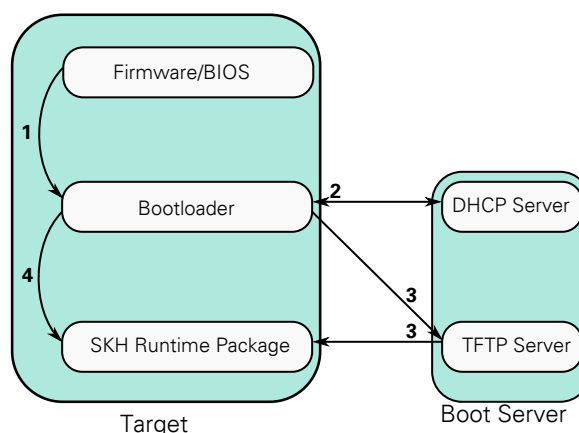 Firmware/BIOS
1
Bootloader
2
DHCP Server
4
3
3
SKH Runtime Package
TFTP Server
Target
Boot Server